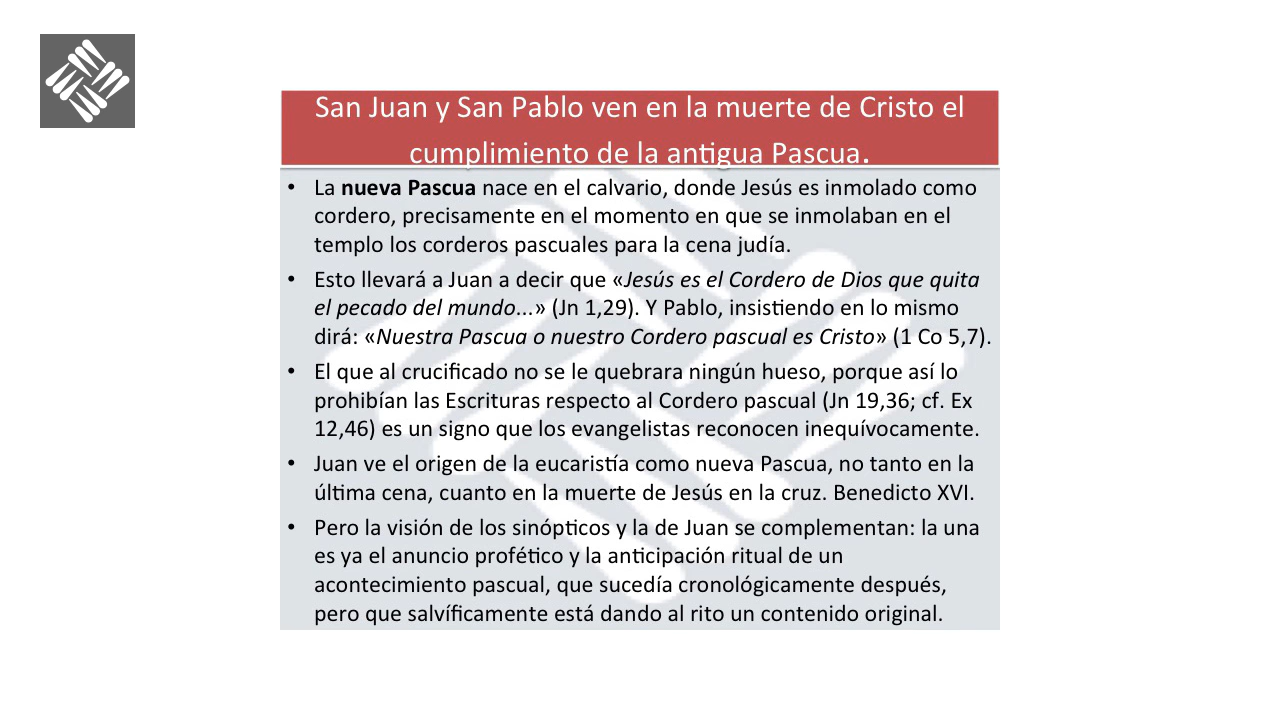 San Juan y San Pablo ven en la muerte de Cristo el
cumplimiento de la antigua Pascua.
• La nueva Pascua nace en el calvario, donde Jesús es inmolado como
cordero, precisamente en el momento en que se inmolaban en el
templo los corderos pascuales para la cena judía.
• Esto llevará a Juan a decir que «Jesús es el Cordero de Dios que quita
el pecado del mundo...» (Jn 1,29). Y Pablo, insistiendo en lo mismo
dirá: «Nuestra Pascua o nuestro Cordero pascual es Cristo» (1 Co 5,7).
• El que al crucificado no se le quebrara ningún hueso, porque así lo
prohibían las Escrituras respecto al Cordero pascual (Jn 19,36; cf. Ex
12,46) es un signo que los evangelistas reconocen inequívocamente.
• Juan ve el origen de la eucaristía como nueva Pascua, no tanto en la
última cena, cuanto en la muerte de Jesús en la cruz. Benedicto XVI.
• Pero la visión de los sinópticos y la de Juan se complementan: la una
es ya el anuncio profético y la anticipación ritual de un
acontecimiento pascual, que sucedía cronológicamente después,
pero que salvíficamente está dando al rito un contenido original.